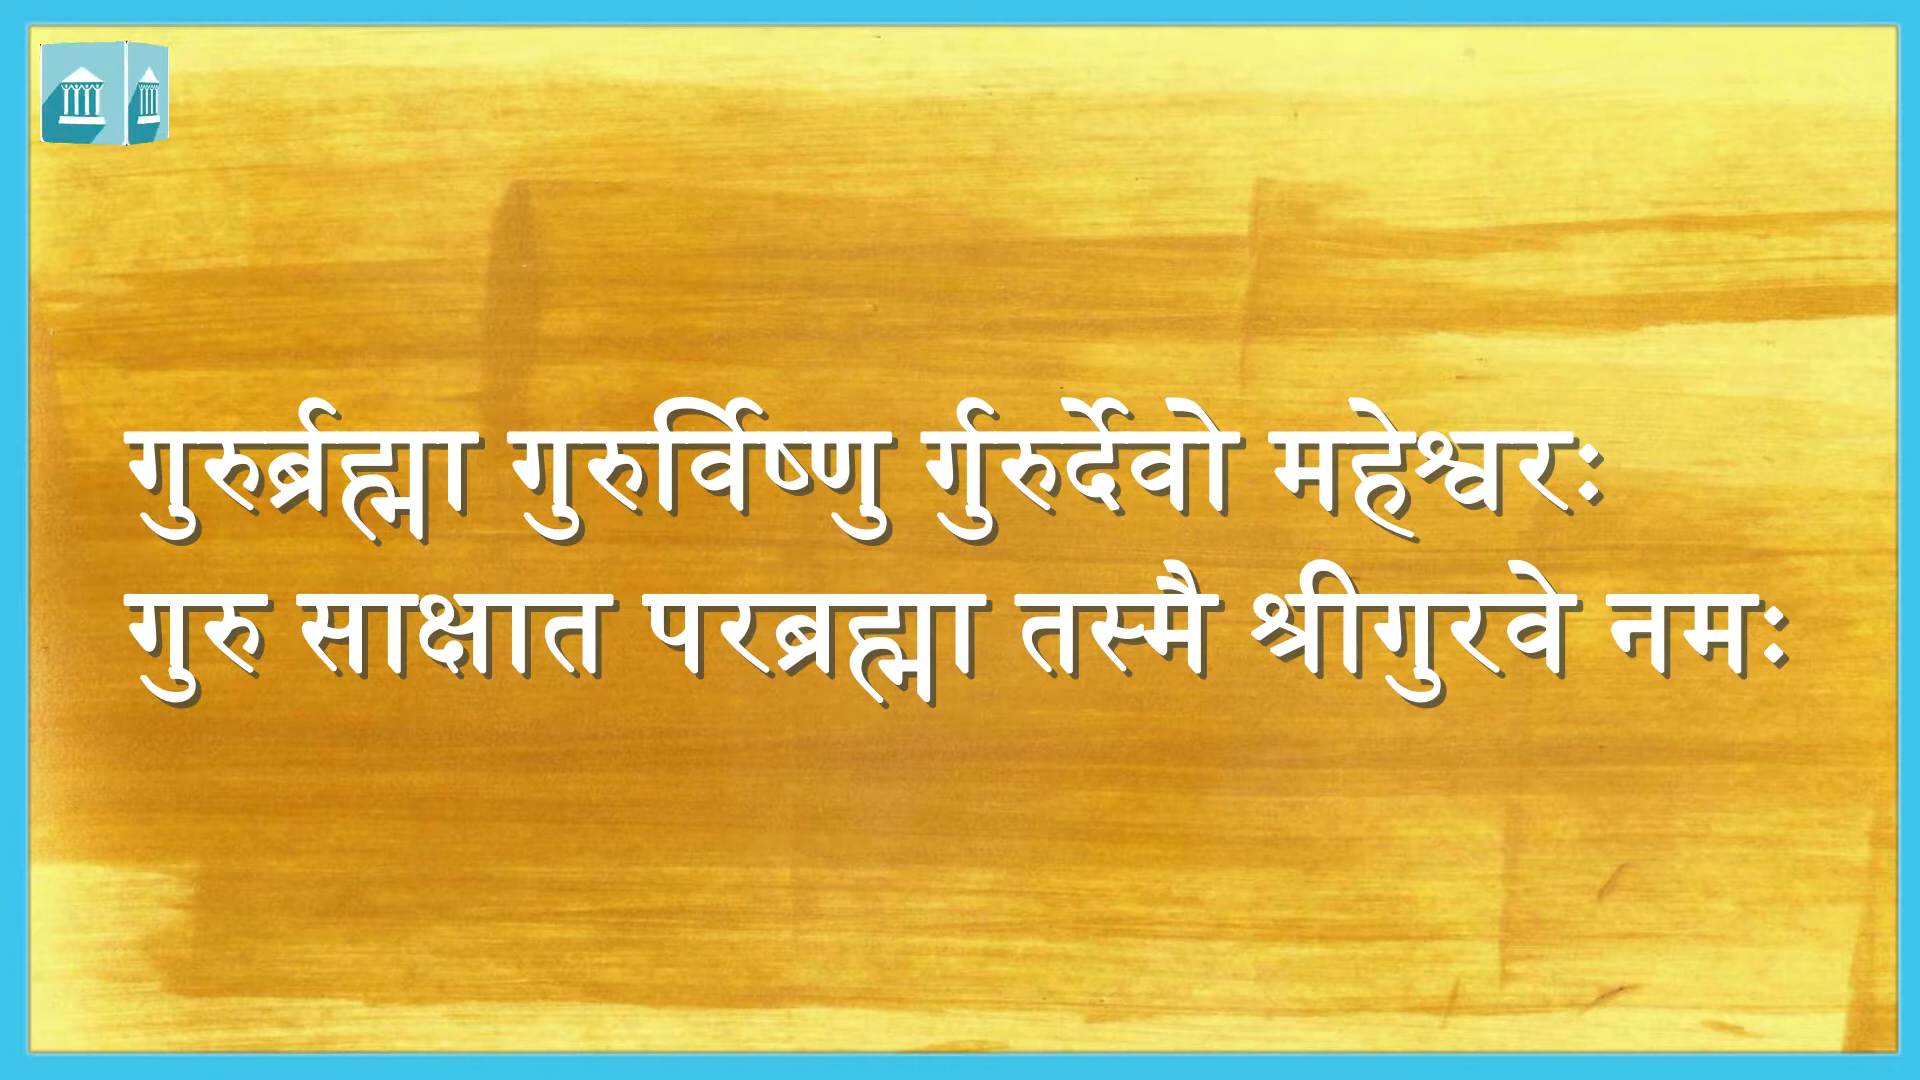 गुरुर्ब्रह्मा गुरुर्विष्णु र्गुरुर्देवो महेश्वरः
गुरु साक्षात परब्रह्मा तस्मै श्रीगुरवे नमः